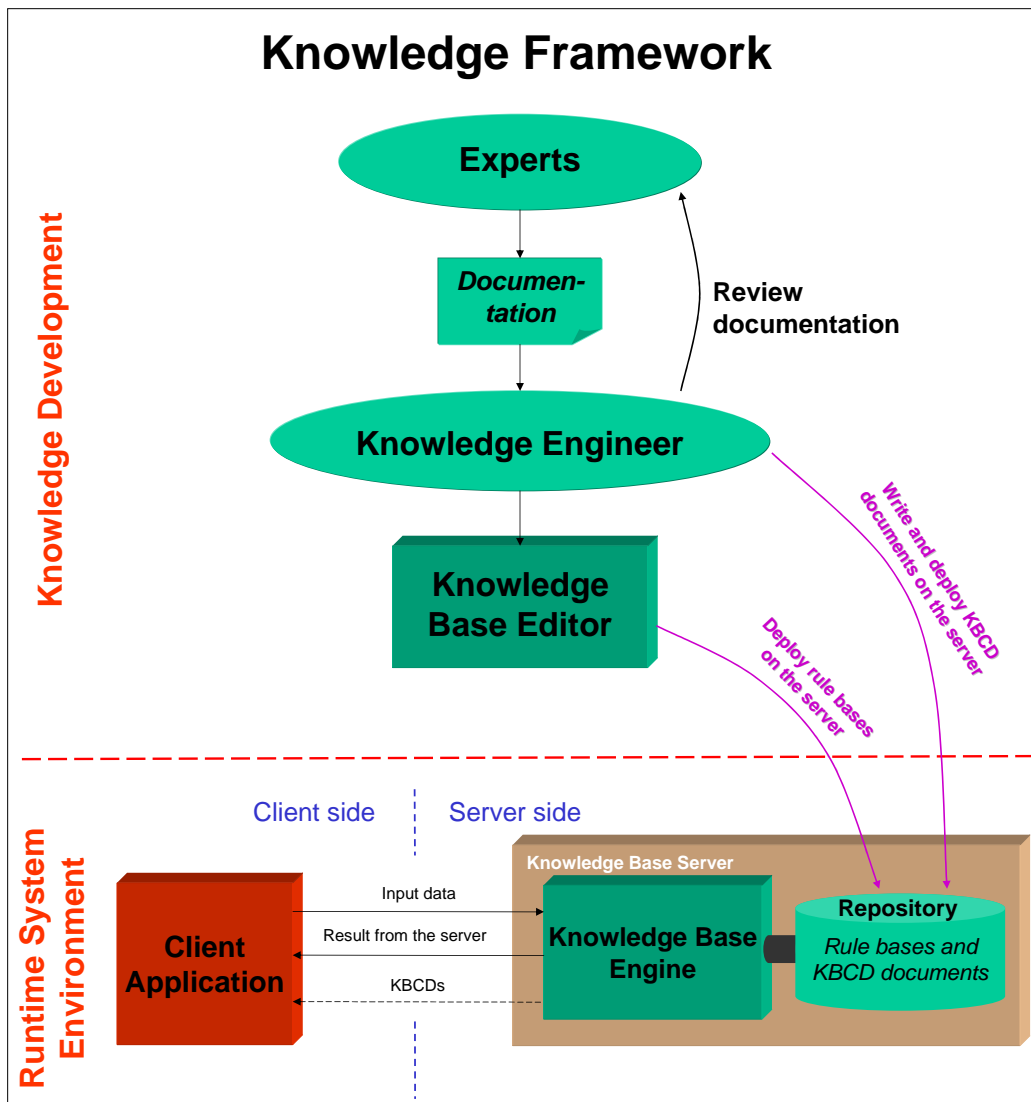 Knowledge Framework
Knowledge Development
Experts
Documen-
tation
Review
documentation
Knowledge Engineer
Knowledge
Base Editor
Write and deploy KBCD
documents on the server
Deploy rule bases
on the server
Runtime System
Environment
Client side
Server side
Knowledge Base Server
Client
Application
Input data
Result from the server
KBCDs
Knowledge Base
Engine
Repository
Rule bases and
KBCD documents